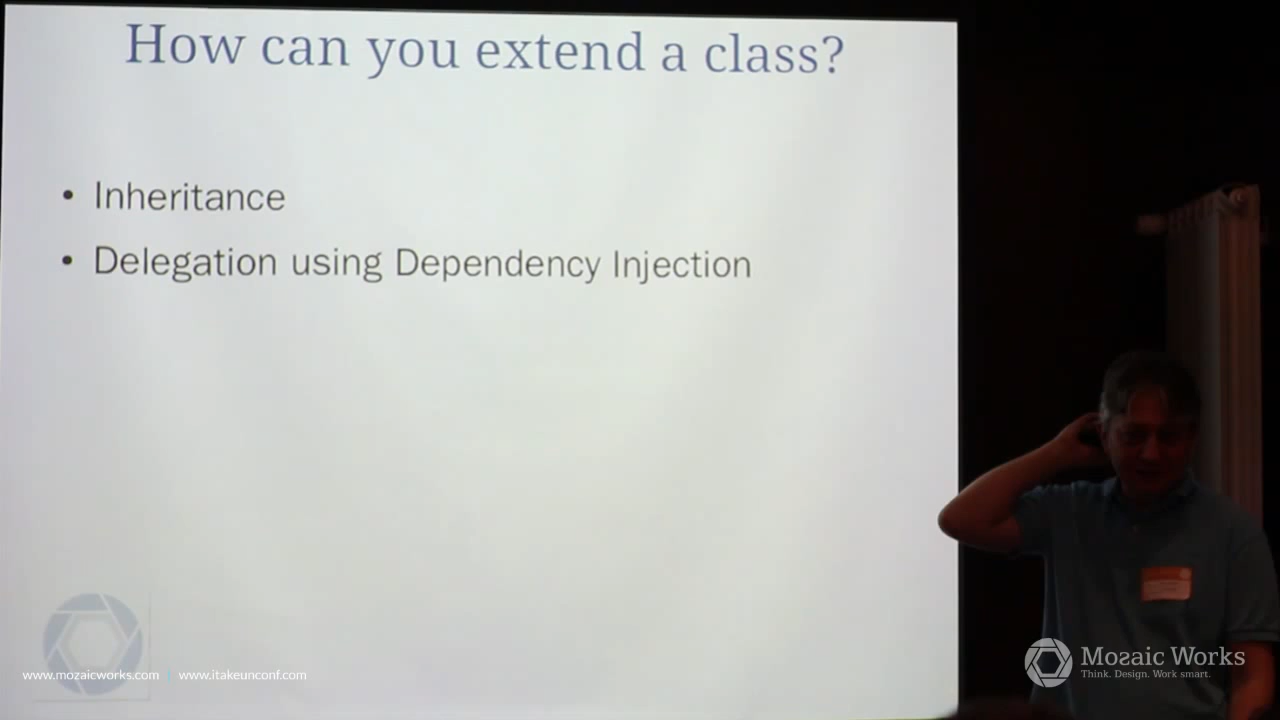 How can you extend a class?
• Inheritance
• Delegation using Dependency Injection
www.mozaicworks.com | www.itakeunconf.com
Mozaic Works
Think. Design. Work smart.